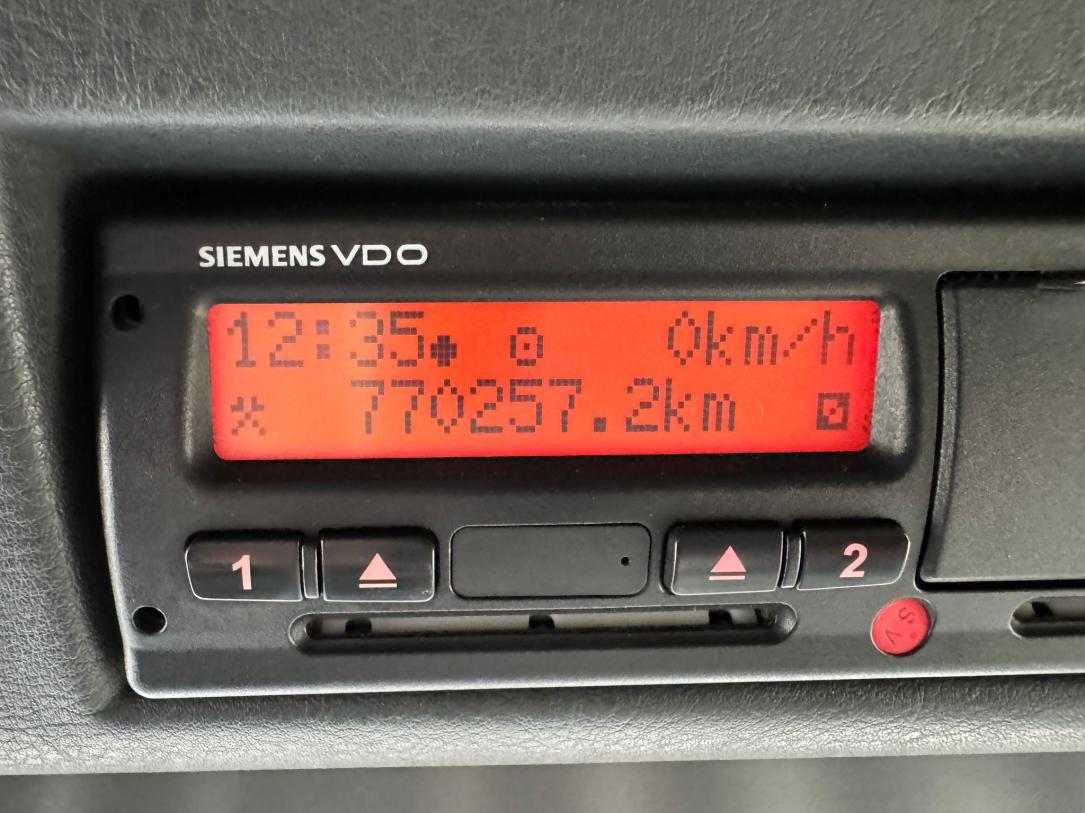 SIEMENS VDO
12:35 0km/h
770257.2km
1 2